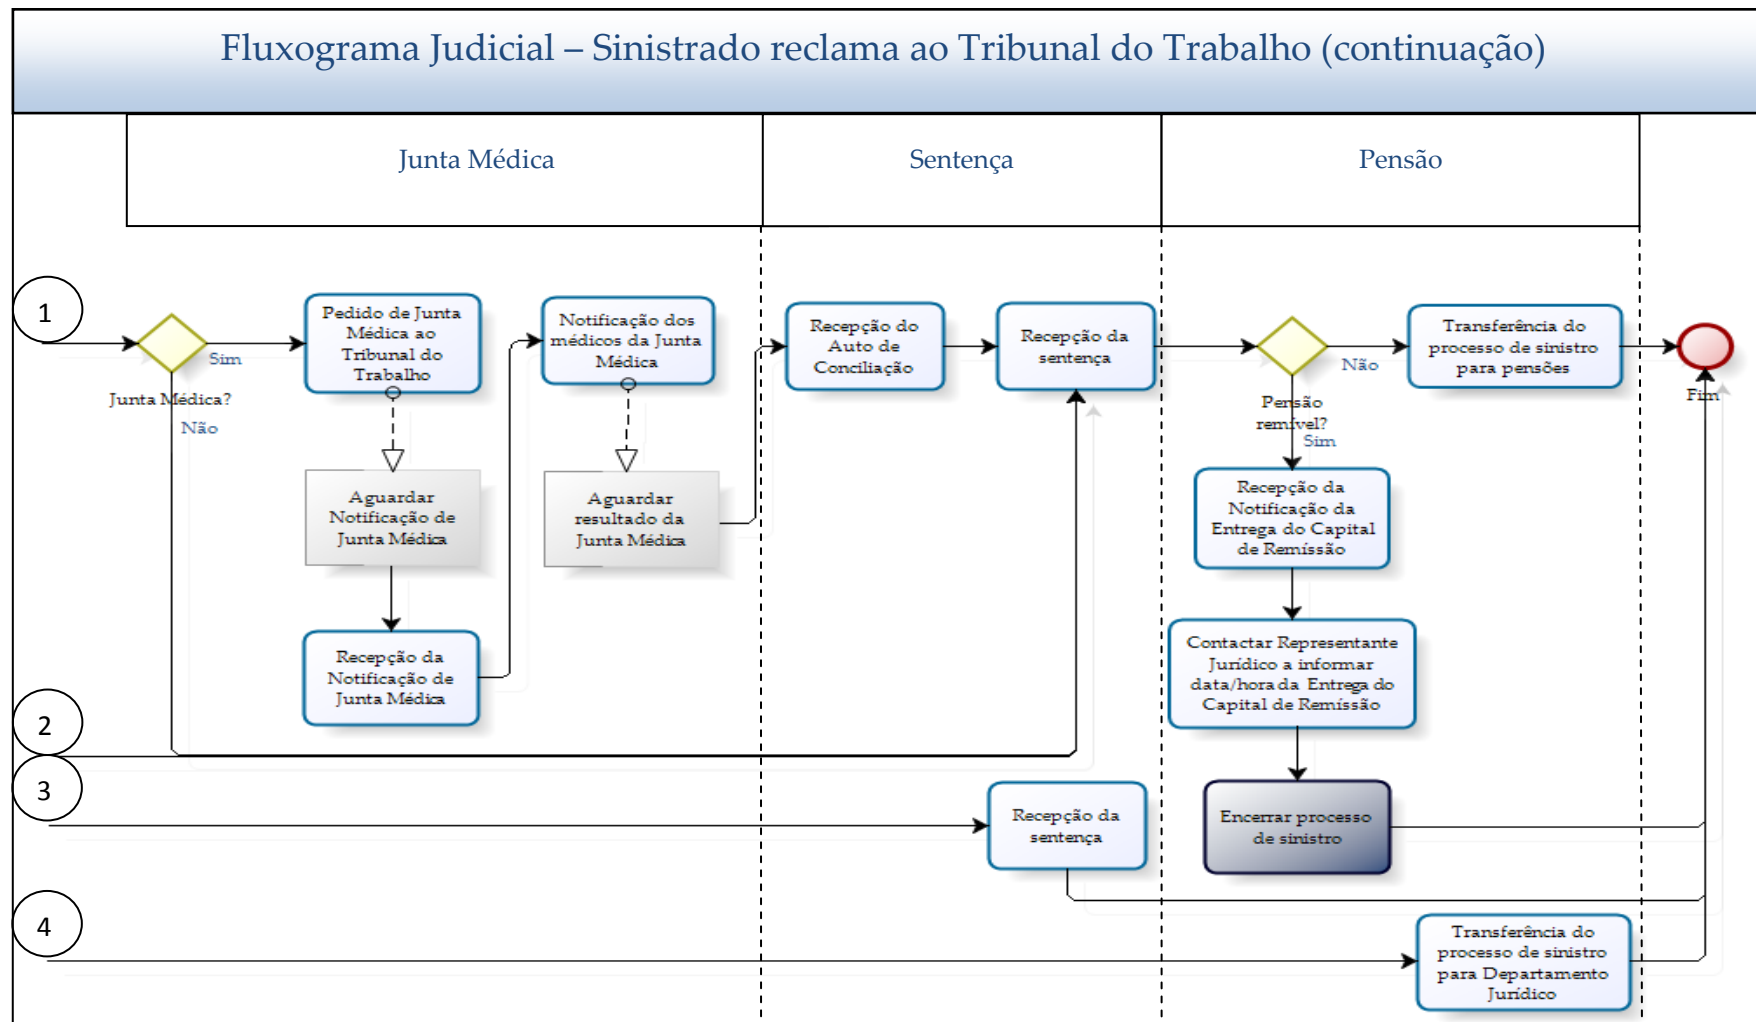 Fluxograma Judicial – Sinistrado reclama ao Tribunal do Trabalho (continuação)
Junta Médica
Sentença
Pensão
1
Junta Médica?
Sim
Não
Pedido de Junta
Médica ao
Tribunal do
Trabalho
Notificação dos
médicos da Junta
Médica
Aguardar
Notificação de
Junta Médica
Aguardar
resultado da
Junta Médica
Recepção da
Notificação de
Junta Médica
Recepção do
Auto de
Conciliação
Recepção da
sentença
Pensão
remível?
Não
Sim
Transferência do
processo de sinistro
para pensões
Fim
Recepção da
Notificação da
Entrega do Capital
de Remissão
Contactar Representante
Jurídico a informar
data/hora da Entrega do
Capital de Remissão
Encerrar processo
de sinistro
2
3
Recepção da
sentença
4
Transferência do
processo de sinistro
para Departamento
Jurídico